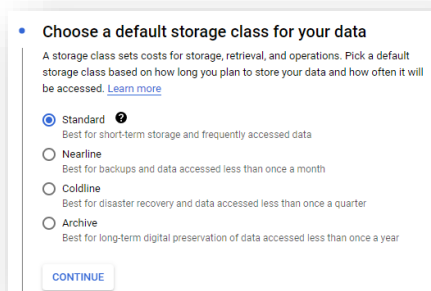 Choose a default storage class for your data
A storage class sets costs for storage, retrieval, and operations. Pick a default
storage class based on how long you plan to store your data and how often it will
be accessed. Learn more
Standard ?
Best for short-term storage and frequently accessed data
Nearline
Best for backups and data accessed less than once a month
Coldline
Best for disaster recovery and data accessed less than once a quarter
Archive
Best for long-term digital preservation of data accessed less than once a year
CONTINUE